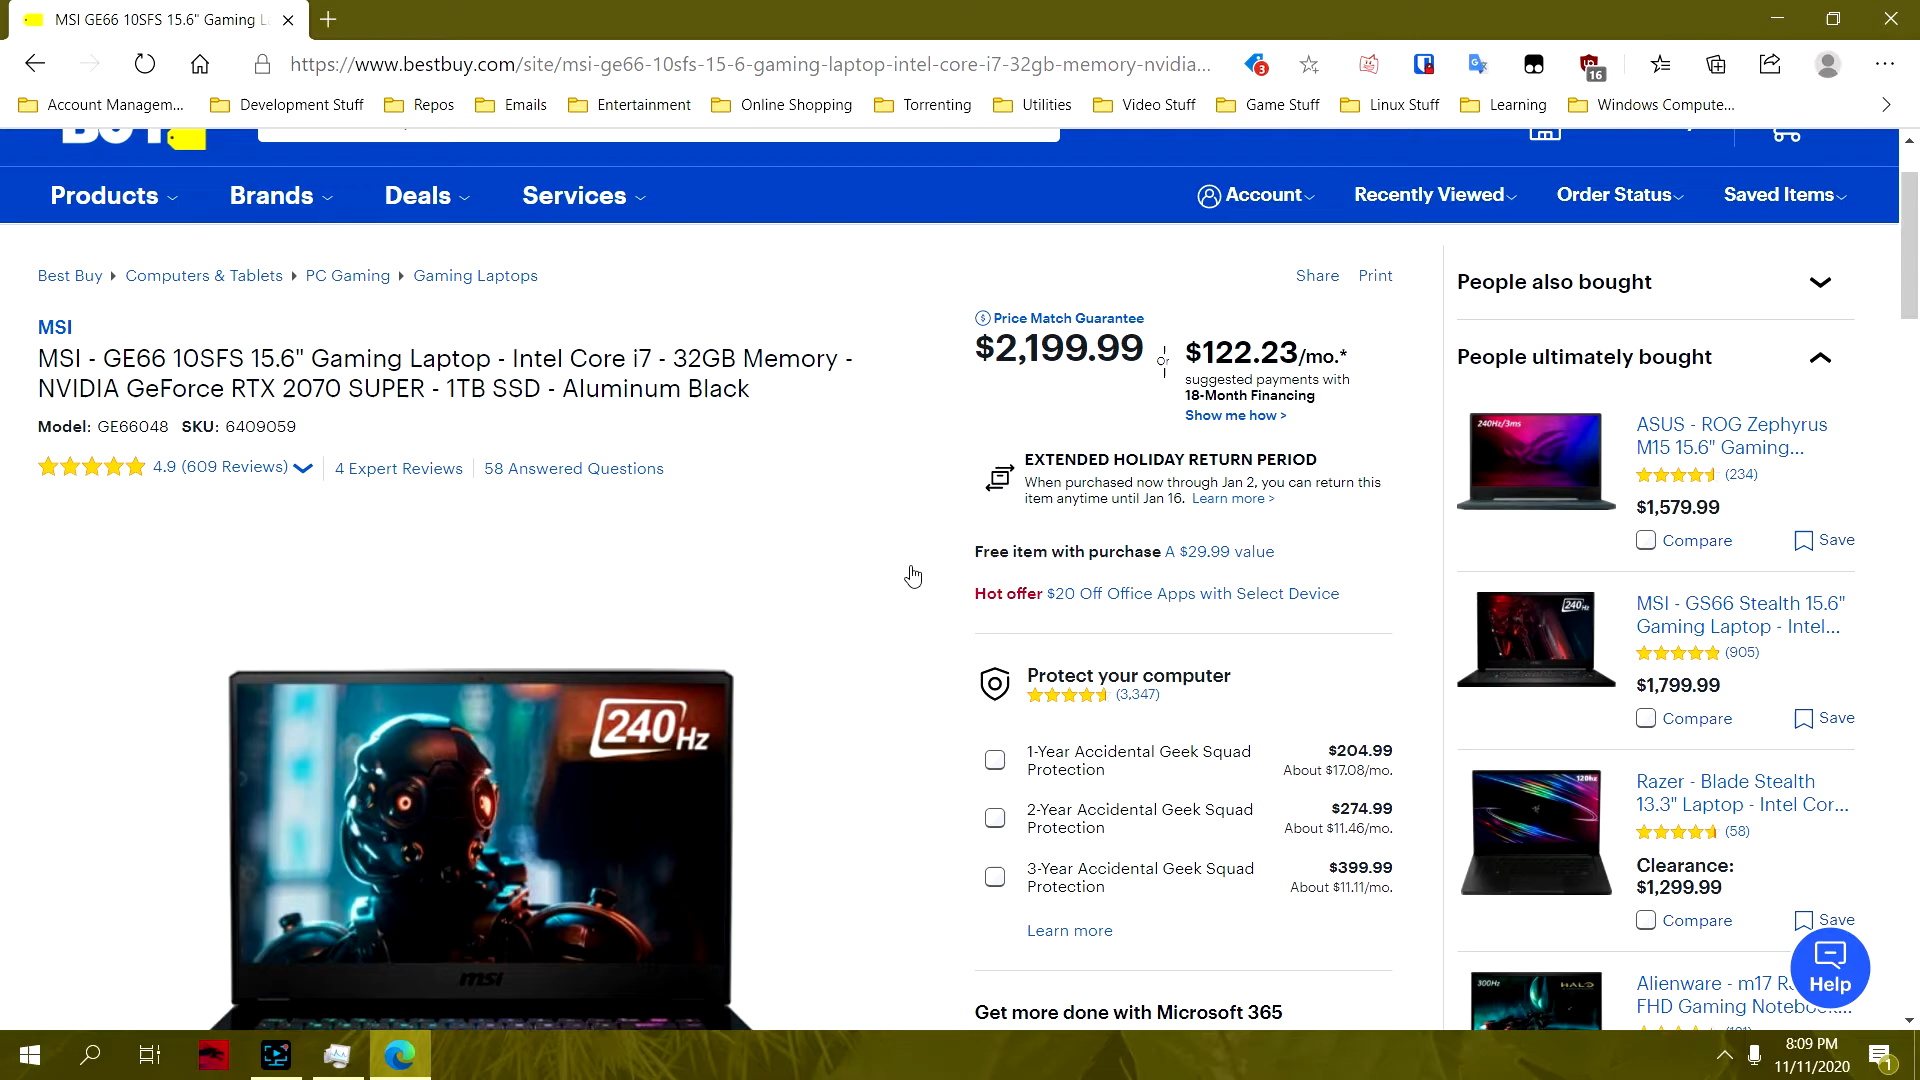 MSI GE66 10SFS 15.6" Gaming L
https://www.bestbuy.com/site/msi-ge66-10sfs-15-6-gaming-laptop-intel-core-i7-32gb-memory-nvidia...
3
16
Account Managem...
Development Stuff
Repos
Emails
Entertainment
Online Shopping
Torrenting
Utilities
Video Stuff
Game Stuff
Linux Stuff
Learning
Windows Compute...
Products
Brands
Deals
Services
Account
Recently Viewed
Order Status
Saved Items
Best Buy
Computers & Tablets
PC Gaming
Gaming Laptops
Share
Print
MSI
MSI - GE66 10SFS 15.6" Gaming Laptop - Intel Core i7 - 32GB Memory -
NVIDIA GeForce RTX 2070 SUPER - 1TB SSD - Aluminum Black
Model: GE66048 SKU: 6409059
4.9 (609 Reviews)
4 Expert Reviews
58 Answered Questions
240Hz
msi
Price Match Guarantee
$2,199.99
Or
$122.23/mo.*
suggested payments with
18-Month Financing
Show me how >
EXTENDED HOLIDAY RETURN PERIOD
When purchased now through Jan 2, you can return this
item anytime until Jan 16. Learn more >
Free item with purchase A $29.99 value
Hot offer $20 Off Office Apps with Select Device
Protect your computer
(3,347)
1-Year Accidental Geek Squad
Protection
$204.99
About $17.08/mo.
2-Year Accidental Geek Squad
Protection
$274.99
About $11.46/mo.
3-Year Accidental Geek Squad
Protection
$399.99
About $11.11/mo.
Learn more
Get more done with Microsoft 365
People also bought
People ultimately bought
240Hz/3ms
ASUS - ROG Zephyrus
M15 15.6" Gaming...
(234)
$1,579.99
Compare
Save
240Hz
MSI - GS66 Stealth 15.6"
Gaming Laptop - Intel...
(905)
$1,799.99
Compare
Save
120hz
Razer - Blade Stealth
13.3" Laptop - Intel Cor...
(58)
Clearance:
$1,299.99
Compare
Save
300Hz
HALO
Alienware - m17 R
FHD Gaming Notebo
Help
8:09 PM
11/11/2020
1